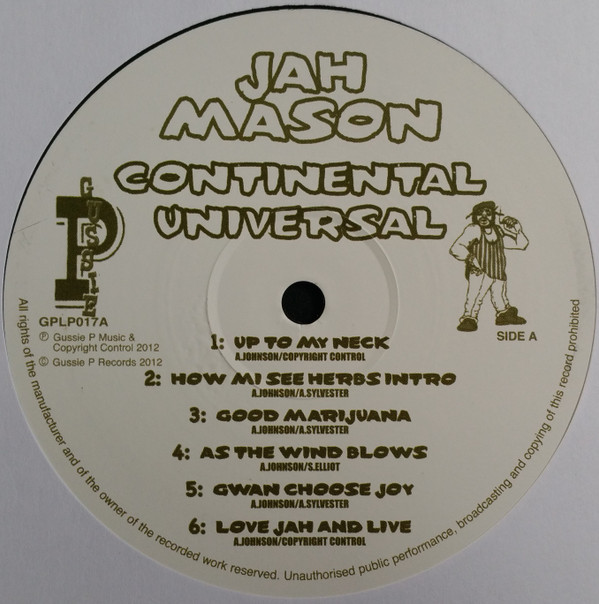 JAH
MASON
CONTINENTAL
UNIVERSAL
P
GUSSIE
GPLP017A
℗ Gussie P Music &
Copyright Control 2012
© Gussie P Records 2012
SIDE A
1: UP TO MY NECK
A.JOHNSON/COPYRIGHT CONTROL
2: HOW MI SEE HERBS INTRO
A.JOHNSON/A.SYLVESTER
3: GOOD MARIJUANA
A.JOHNSON/A.SYLVESTER
4: AS THE WIND BLOWS
A.JOHNSON/S.ELLIOT
5: GWAN CHOOSE JOY
A.JOHNSON/A.SYLVESTER
6: LOVE JAH AND LIVE
A.JOHNSON/COPYRIGHT CONTROL
All rights of the manufacturer and of the owner of the recorded work reserved. Unauthorised public performance, broadcasting and copying of this record prohibited